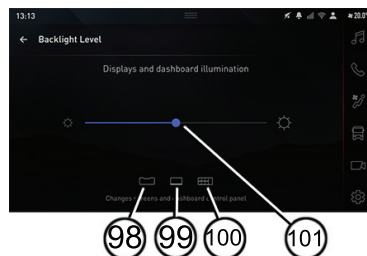 13:13 20.0°
Backlight Level
Displays and dashboard illumination
Changes screens and dashboard control panel
98 99 100 101